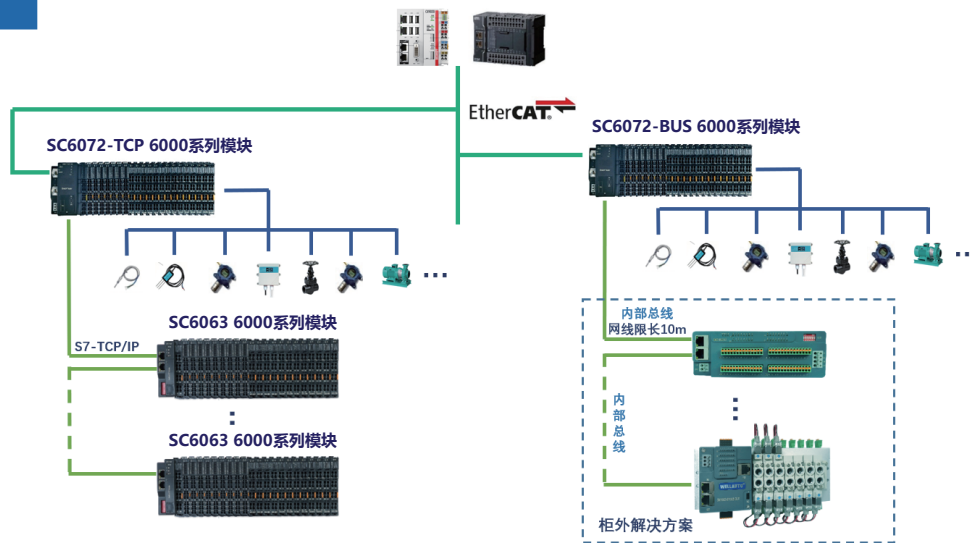 EtherCAT®
SC6072-BUS 6000系列模块
SC6072-TCP 6000系列模块
...
..
SC6063 6000系列模块
S7-TCP/IP
内部总线
网线限长10m
内
部
总
线
SC6063 6000系列模块
柜外解决方案